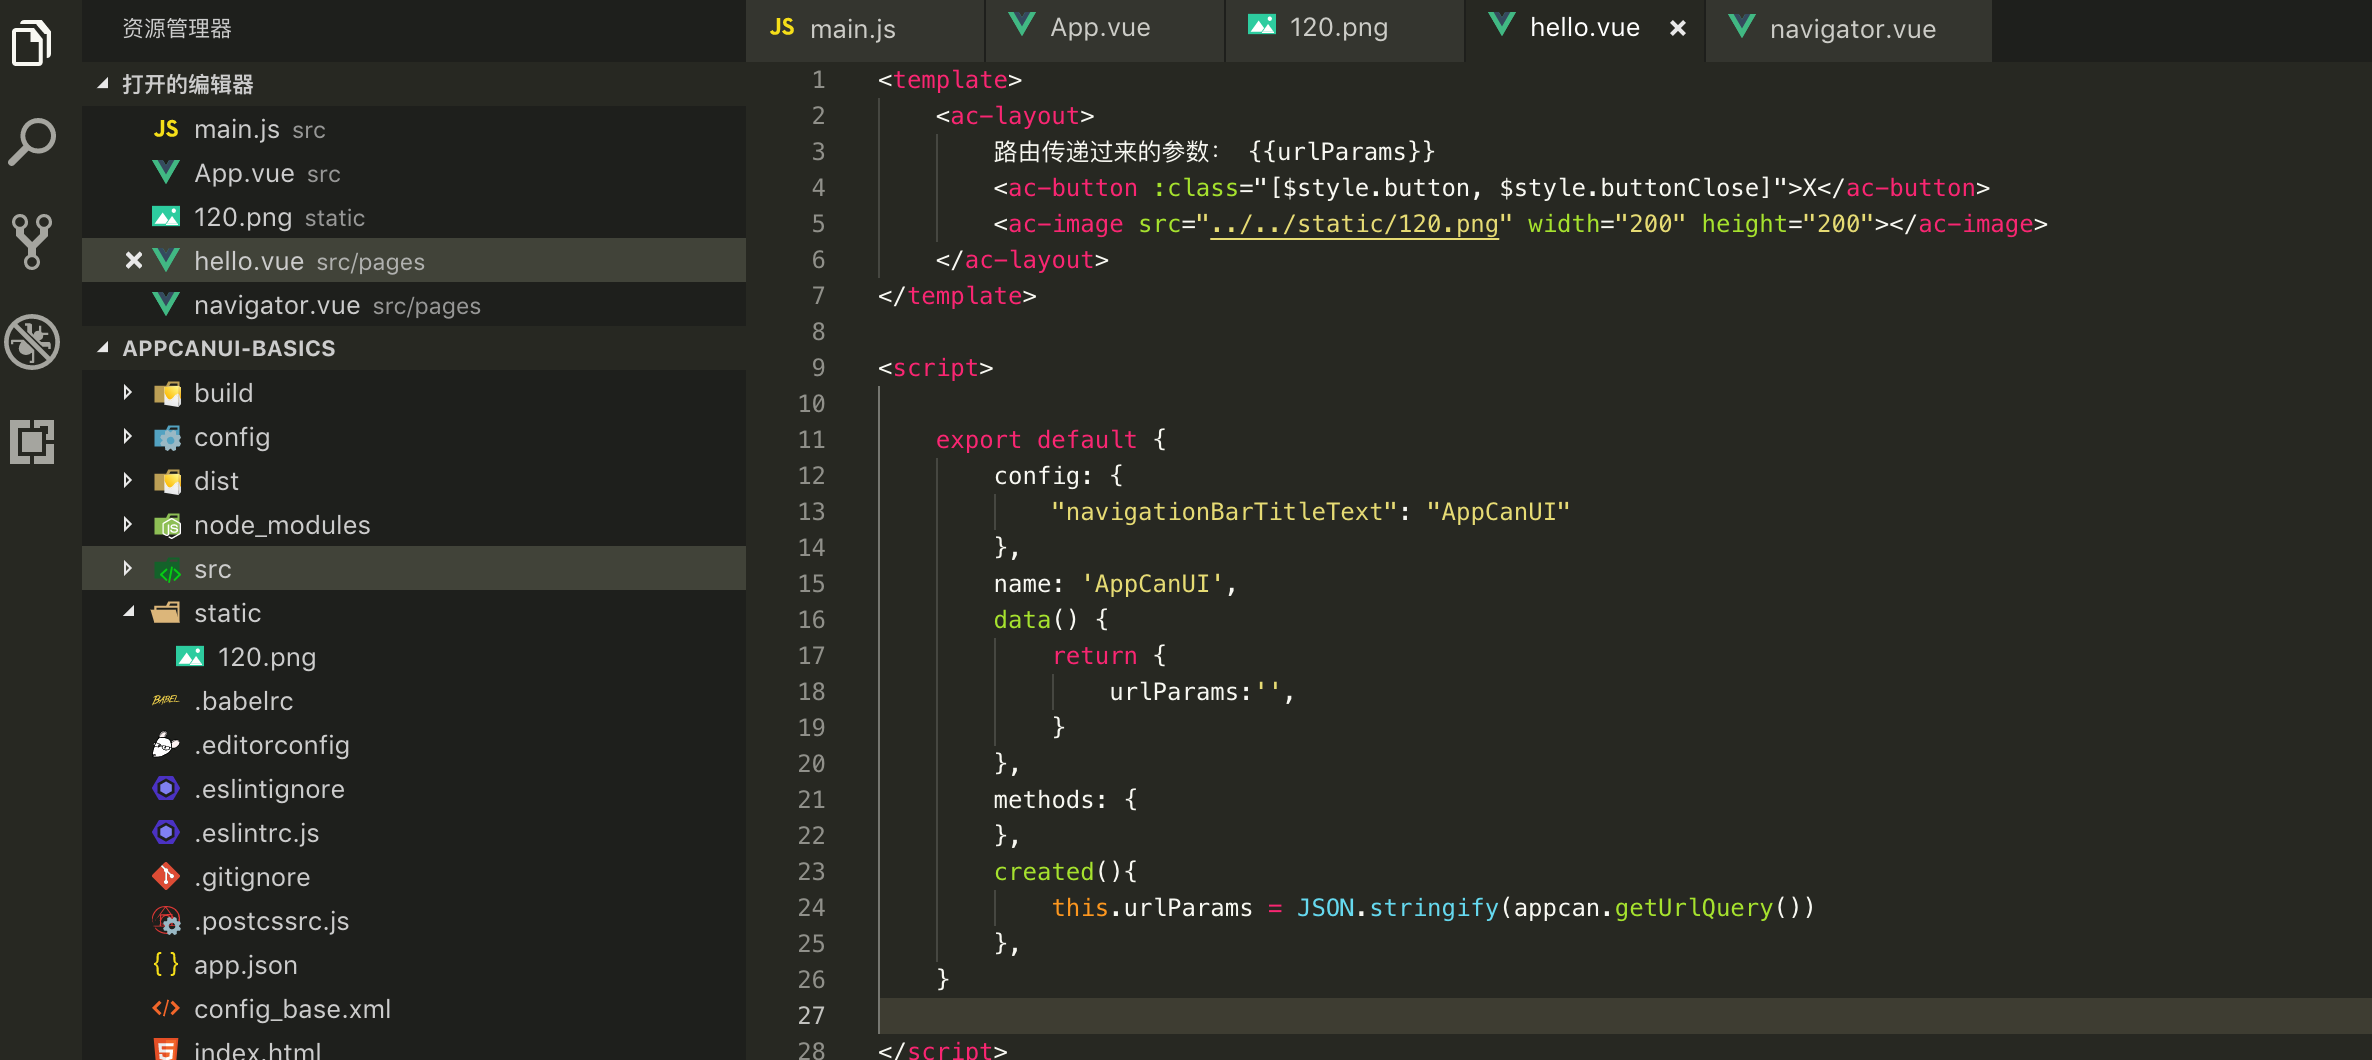 资源管理器
打开的编辑器
JS main.js src
App.vue src
120.png static
hello.vue src/pages
navigator.vue src/pages
APPCANUI-BASICS
build
config
dist
node_modules
src
static
120.png
BABEL .babelrc
.editorconfig
.eslintignore
.eslintrc.js
.gitignore
.postcssrc.js
{ } app.json
config_base.xml
index.html
JS main.js
App.vue
120.png
hello.vue
navigator.vue
1 <template>
2 <ac-layout>
3 路由传递过来的参数： {{urlParams}}
4 <ac-button :class="[$style.button, $style.buttonClose]">X</ac-button>
5 <ac-image src="../../static/120.png" width="200" height="200"></ac-image>
6 </ac-layout>
7 </template>
8
9 <script>
10
11 export default {
12 config: {
13 "navigationBarTitleText": "AppCanUI"
14 },
15 name: 'AppCanUI',
16 data() {
17 return {
18 urlParams:'',
19 }
20 },
21 methods: {
22 },
23 created(){
24 this.urlParams = JSON.stringify(appcan.getUrlQuery())
25 },
26 }
27
28 </script>